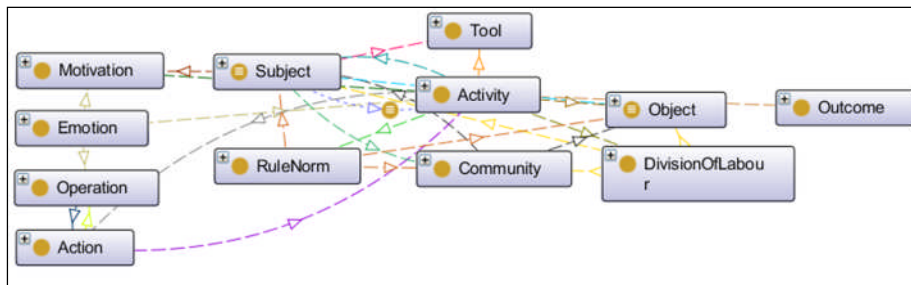 Tool
Motivation
Subject
Activity
Emotion
Object
Outcome
RuleNorm
Community
DivisionOfLabou
r
Operation
Action